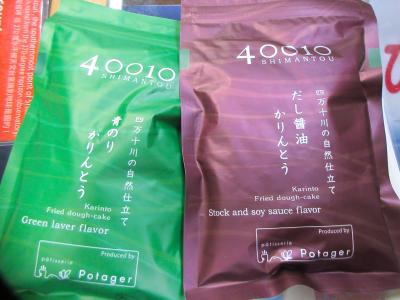 40010
SHIMANTOU
四万十川の自然仕立て
青のり
かりんとう
Karinto
Fried dough-cake
Green laver flavor
Produced by
pâtisserie
Potager
40010
SHIMANTOU
四万十川の自然仕立て
だし醤油
かりんとう
Karinto
Fried dough-cake
Stock and soy sauce flavor
Produced by
pâtisserie
Potager